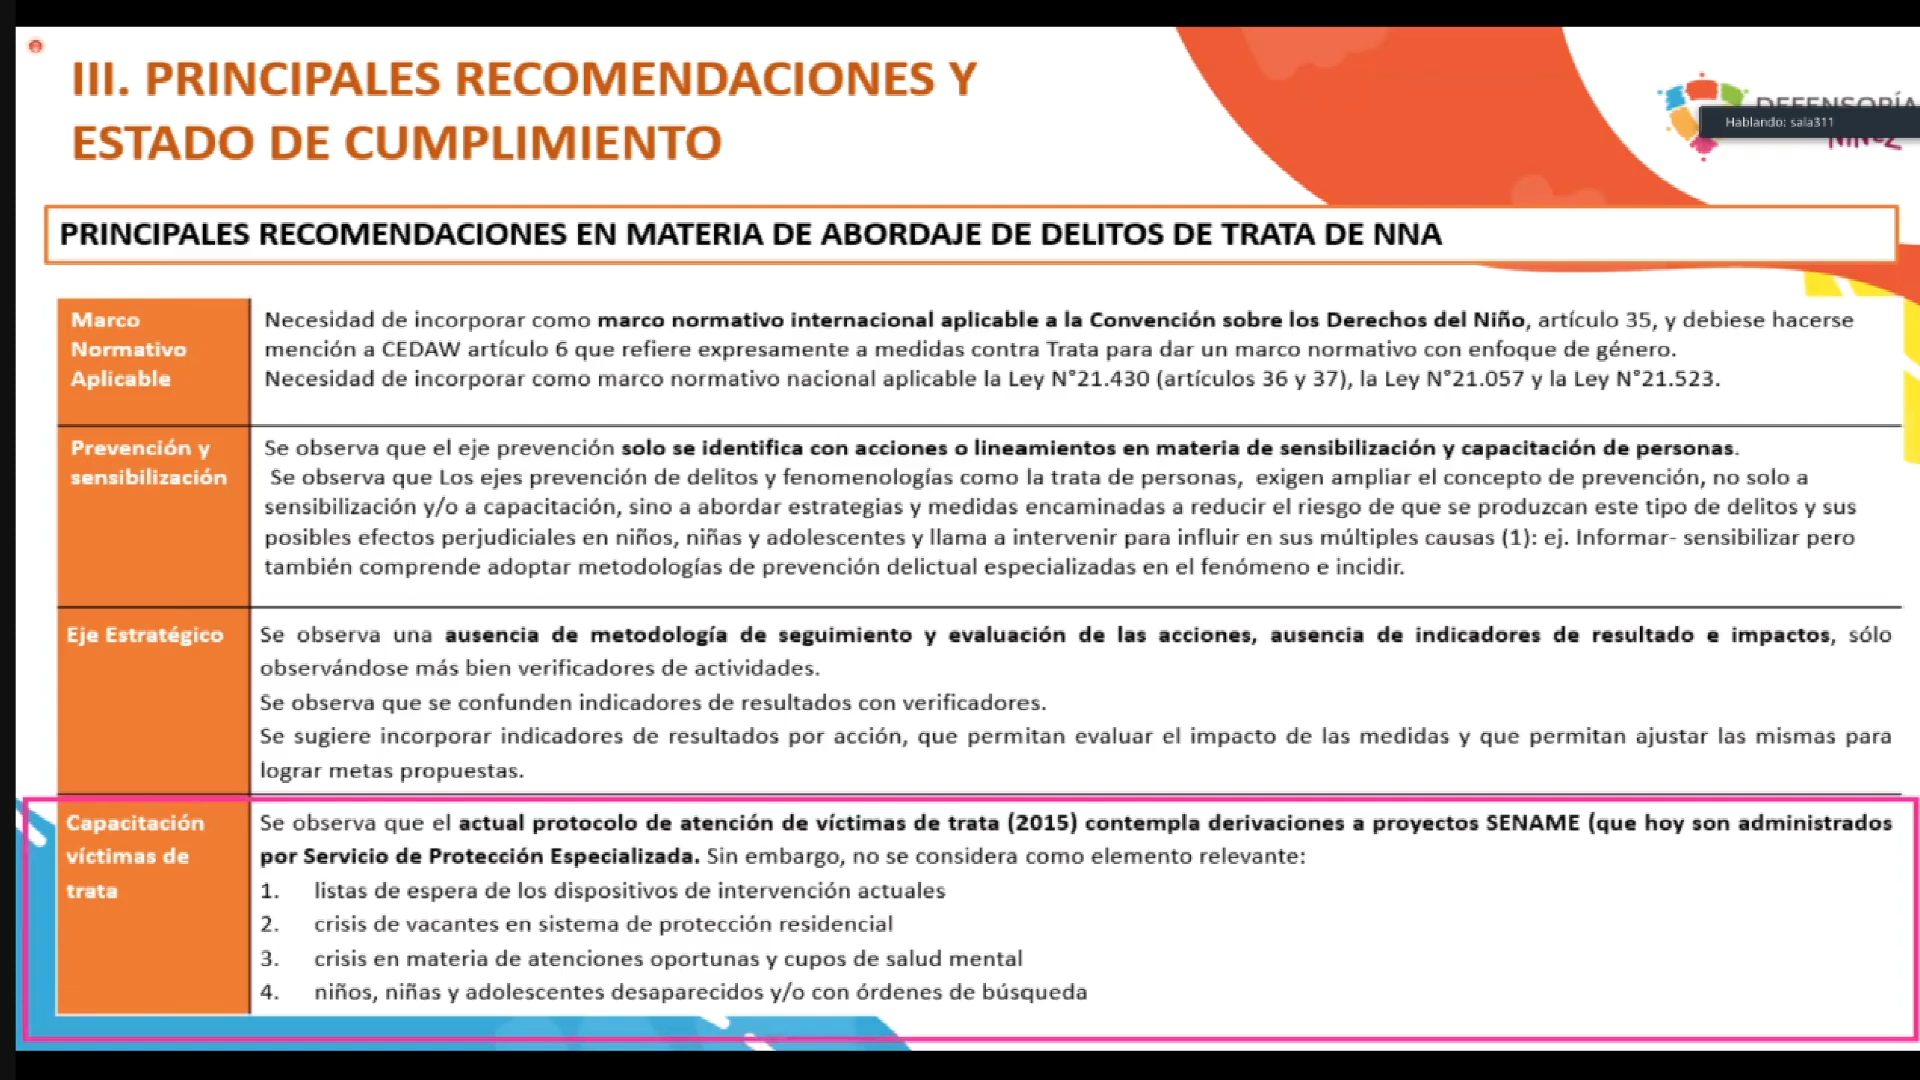 III. PRINCIPALES RECOMENDACIONES Y
ESTADO DE CUMPLIMIENTO
DEFENSORÍA
Hablando: sala311
NIÑEZ
PRINCIPALES RECOMENDACIONES EN MATERIA DE ABORDAJE DE DELITOS DE TRATA DE NNA
Marco
Normativo
Aplicable
Necesidad de incorporar como marco normativo internacional aplicable a la Convención sobre los Derechos del Niño, artículo 35, y debiese hacerse
mención a CEDAW artículo 6 que refiere expresamente a medidas contra Trata para dar un marco normativo con enfoque de género.
Necesidad de incorporar como marco normativo nacional aplicable la Ley N°21.430 (artículos 36 y 37), la Ley N°21.057 y la Ley N°21.523.
Prevención y
sensibilización
Se observa que el eje prevención solo se identifica con acciones o lineamientos en materia de sensibilización y capacitación de personas.
Se observa que Los ejes prevención de delitos y fenomenologías como la trata de personas, exigen ampliar el concepto de prevención, no solo a
sensibilización y/o a capacitación, sino a abordar estrategias y medidas encaminadas a reducir el riesgo de que se produzcan este tipo de delitos y sus
posibles efectos perjudiciales en niños, niñas y adolescentes y llama a intervenir para influir en sus múltiples causas (1): ej. Informar- sensibilizar pero
también comprende adoptar metodologías de prevención delictual especializadas en el fenómeno e incidir.
Eje Estratégico
Se observa una ausencia de metodología de seguimiento y evaluación de las acciones, ausencia de indicadores de resultado e impactos, sólo
observándose más bien verificadores de actividades.
Se observa que se confunden indicadores de resultados con verificadores.
Se sugiere incorporar indicadores de resultados por acción, que permitan evaluar el impacto de las medidas y que permitan ajustar las mismas para
lograr metas propuestas.
Capacitación
víctimas de
trata
Se observa que el actual protocolo de atención de víctimas de trata (2015) contempla derivaciones a proyectos SENAME (que hoy son administrados
por Servicio de Protección Especializada. Sin embargo, no se considera como elemento relevante:
1. listas de espera de los dispositivos de intervención actuales
2. crisis de vacantes en sistema de protección residencial
3. crisis en materia de atenciones oportunas y cupos de salud mental
4. niños, niñas y adolescentes desaparecidos y/o con órdenes de búsqueda